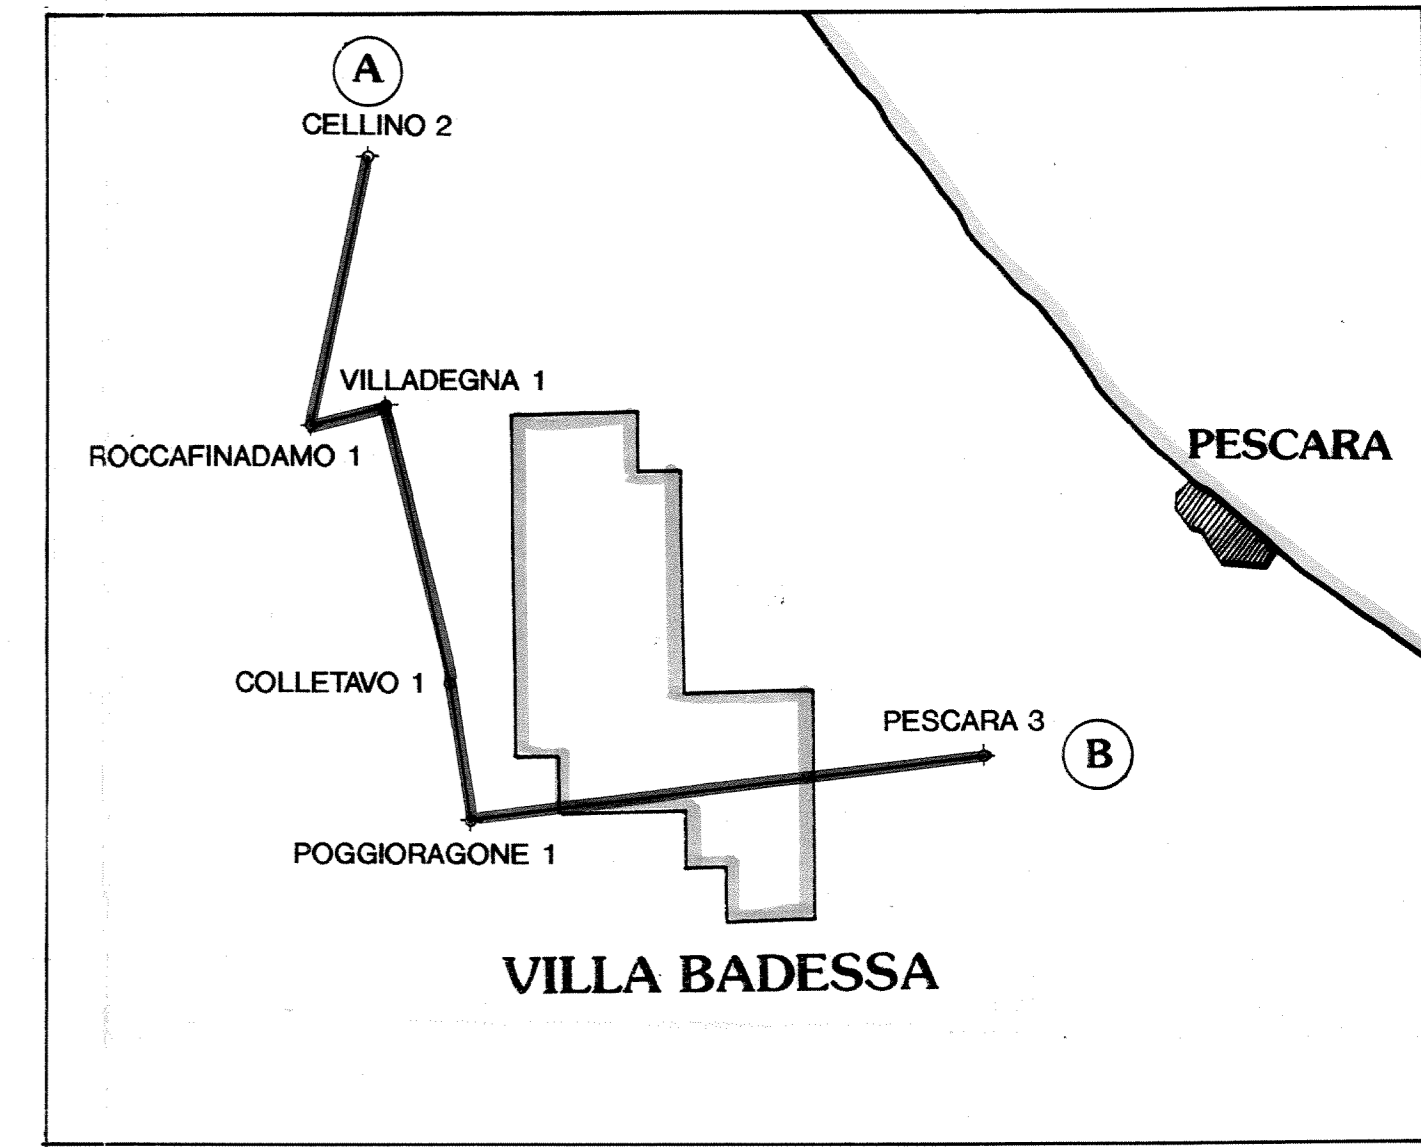 A
CELLINO 2
VILLADEGNA 1
ROCCAFINADAMO 1
PESCARA
COLLETAVO 1
PESCARA 3
B
POGGIORAGONE 1
VILLA BADESSA